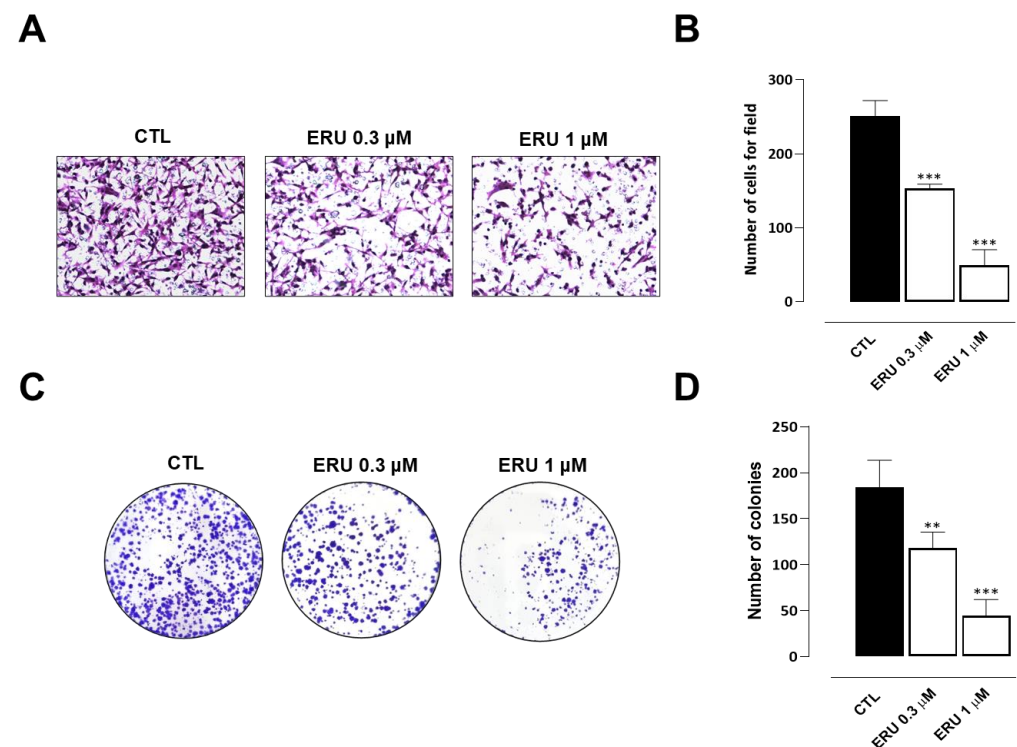 A
CTL
ERU 0.3 µM
ERU 1 µM
B
Number of cells for field
300
200
100
0
***
***
CTL
ERU 0.3 µM
ERU 1 µM
C
CTL
ERU 0.3 µM
ERU 1 µM
D
Number of colonies
250
200
150
100
50
0
**
***
CTL
ERU 0.3 µM
ERU 1 µM